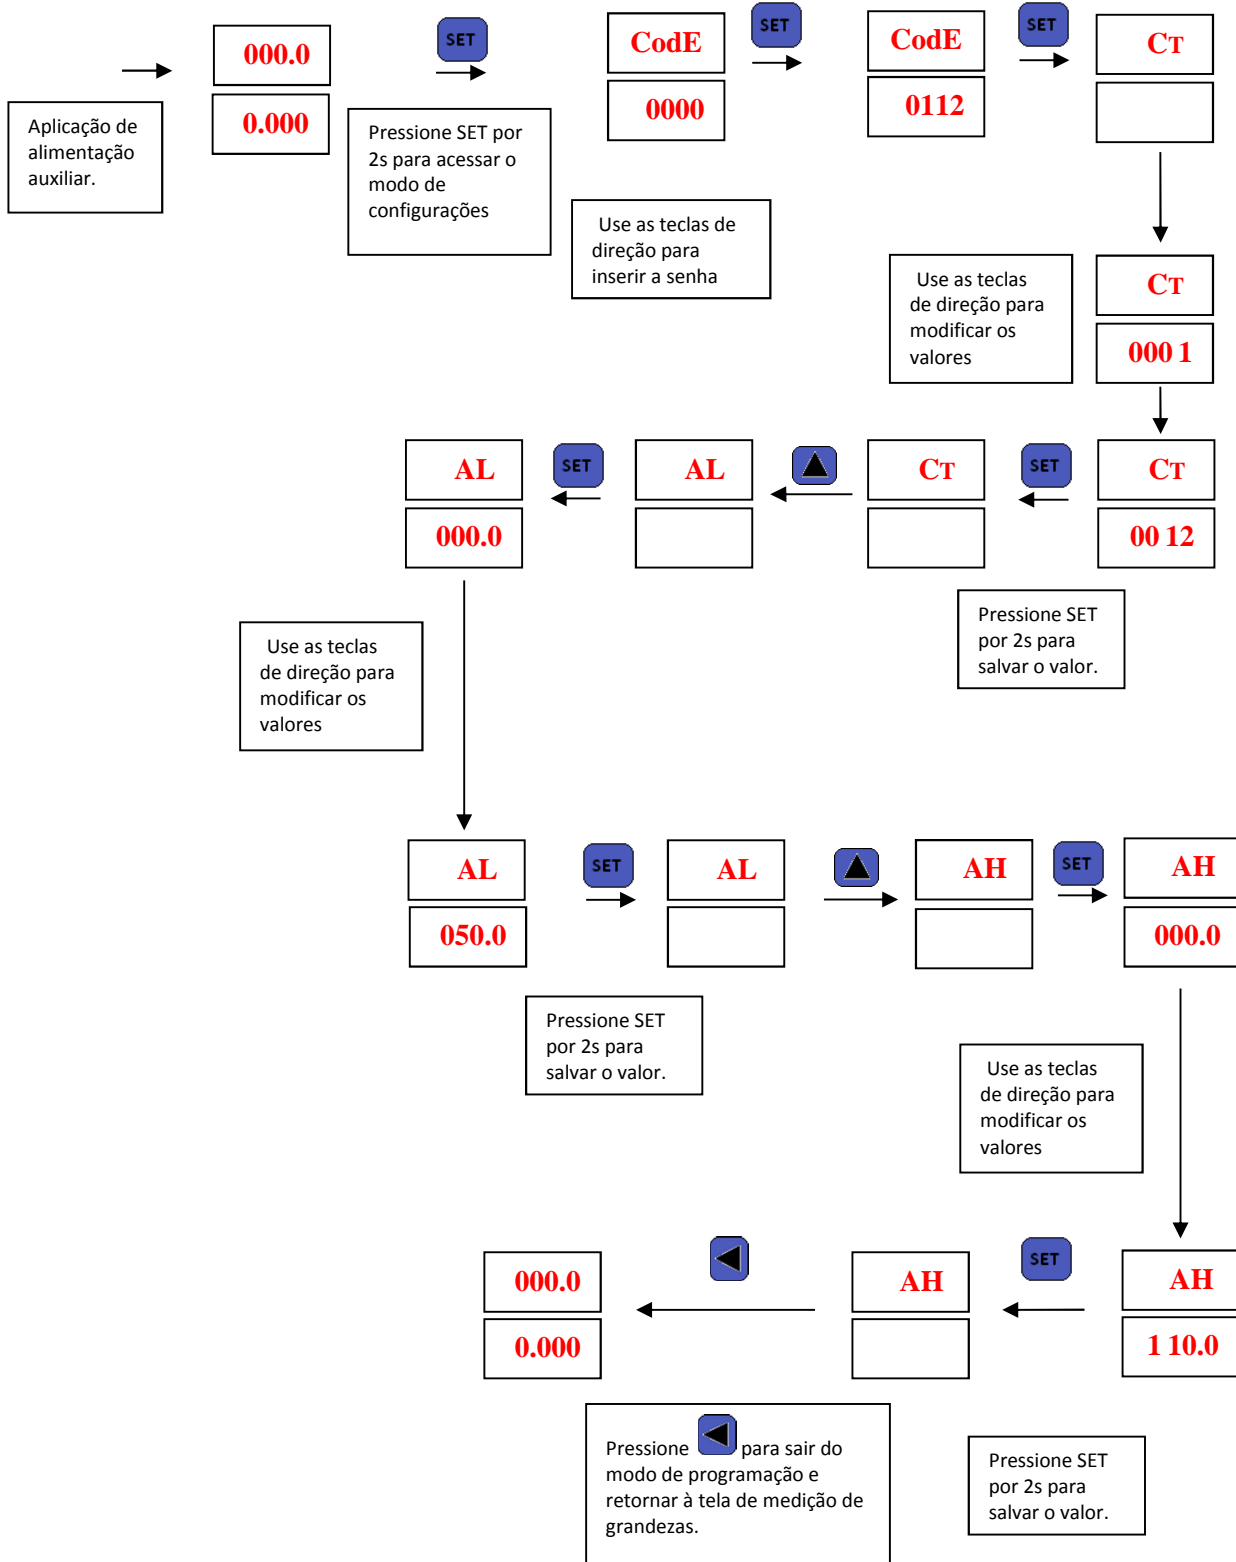 000.0
0.000
Aplicação de
alimentação
auxiliar.
SET
Pressione SET por
2s para acessar o
modo de
configurações
CodE
0000
Use as teclas de
direção para
inserir a senha
SET
CodE
0112
SET
CT
CT
000 1
Use as teclas
de direção para
modificar os
valores
CT
00 12
SET
Pressione SET
por 2s para
salvar o valor.
CT
AL
SET
AL
000.0
Use as teclas
de direção para
modificar os
valores
AL
050.0
SET
Pressione SET
por 2s para
salvar o valor.
AL
AH
SET
AH
000.0
Use as teclas
de direção para
modificar os
valores
AH
1 10.0
SET
Pressione SET
por 2s para
salvar o valor.
AH
000.0
0.000
Pressione para sair do
modo de programação e
retornar à tela de medição de
grandezas.